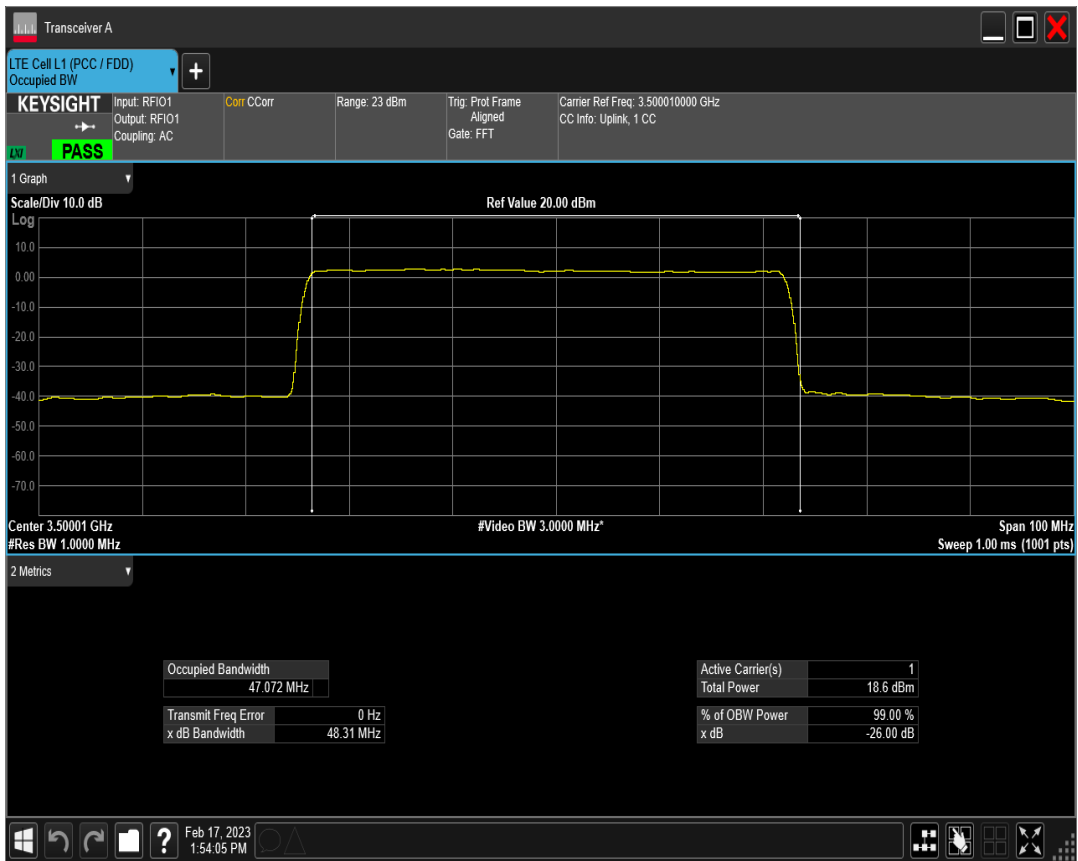 Transceiver A
LTE Cell L1 (PCC / FDD)
Occupied BW
+
KEYSIGHT
LXI
PASS
Input: RFIO1
Output: RFIO1
Coupling: AC
Corr CCorr
Range: 23 dBm
Trig: Prot Frame
Aligned
Gate: FFT
Carrier Ref Freq: 3.500010000 GHz
CC Info: Uplink, 1 CC
1 Graph
Scale/Div 10.0 dB
Ref Value 20.00 dBm
Log
10.0
0.00
-10.0
-20.0
-30.0
-40.0
-50.0
-60.0
-70.0
Center 3.50001 GHz
#Video BW 3.0000 MHz*
Span 100 MHz
#Res BW 1.0000 MHz
Sweep 1.00 ms (1001 pts)
2 Metrics
Occupied Bandwidth
47.072 MHz
Transmit Freq Error 0 Hz
x dB Bandwidth 48.31 MHz
Active Carrier(s) 1
Total Power 18.6 dBm
% of OBW Power 99.00 %
x dB -26.00 dB
?
Feb 17, 2023
1:54:05 PM